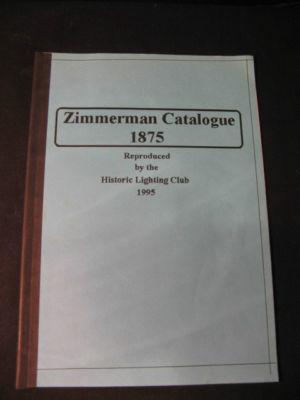 Zimmerman Catalogue
1875
Reproduced
by the
Historic Lighting Club
1995